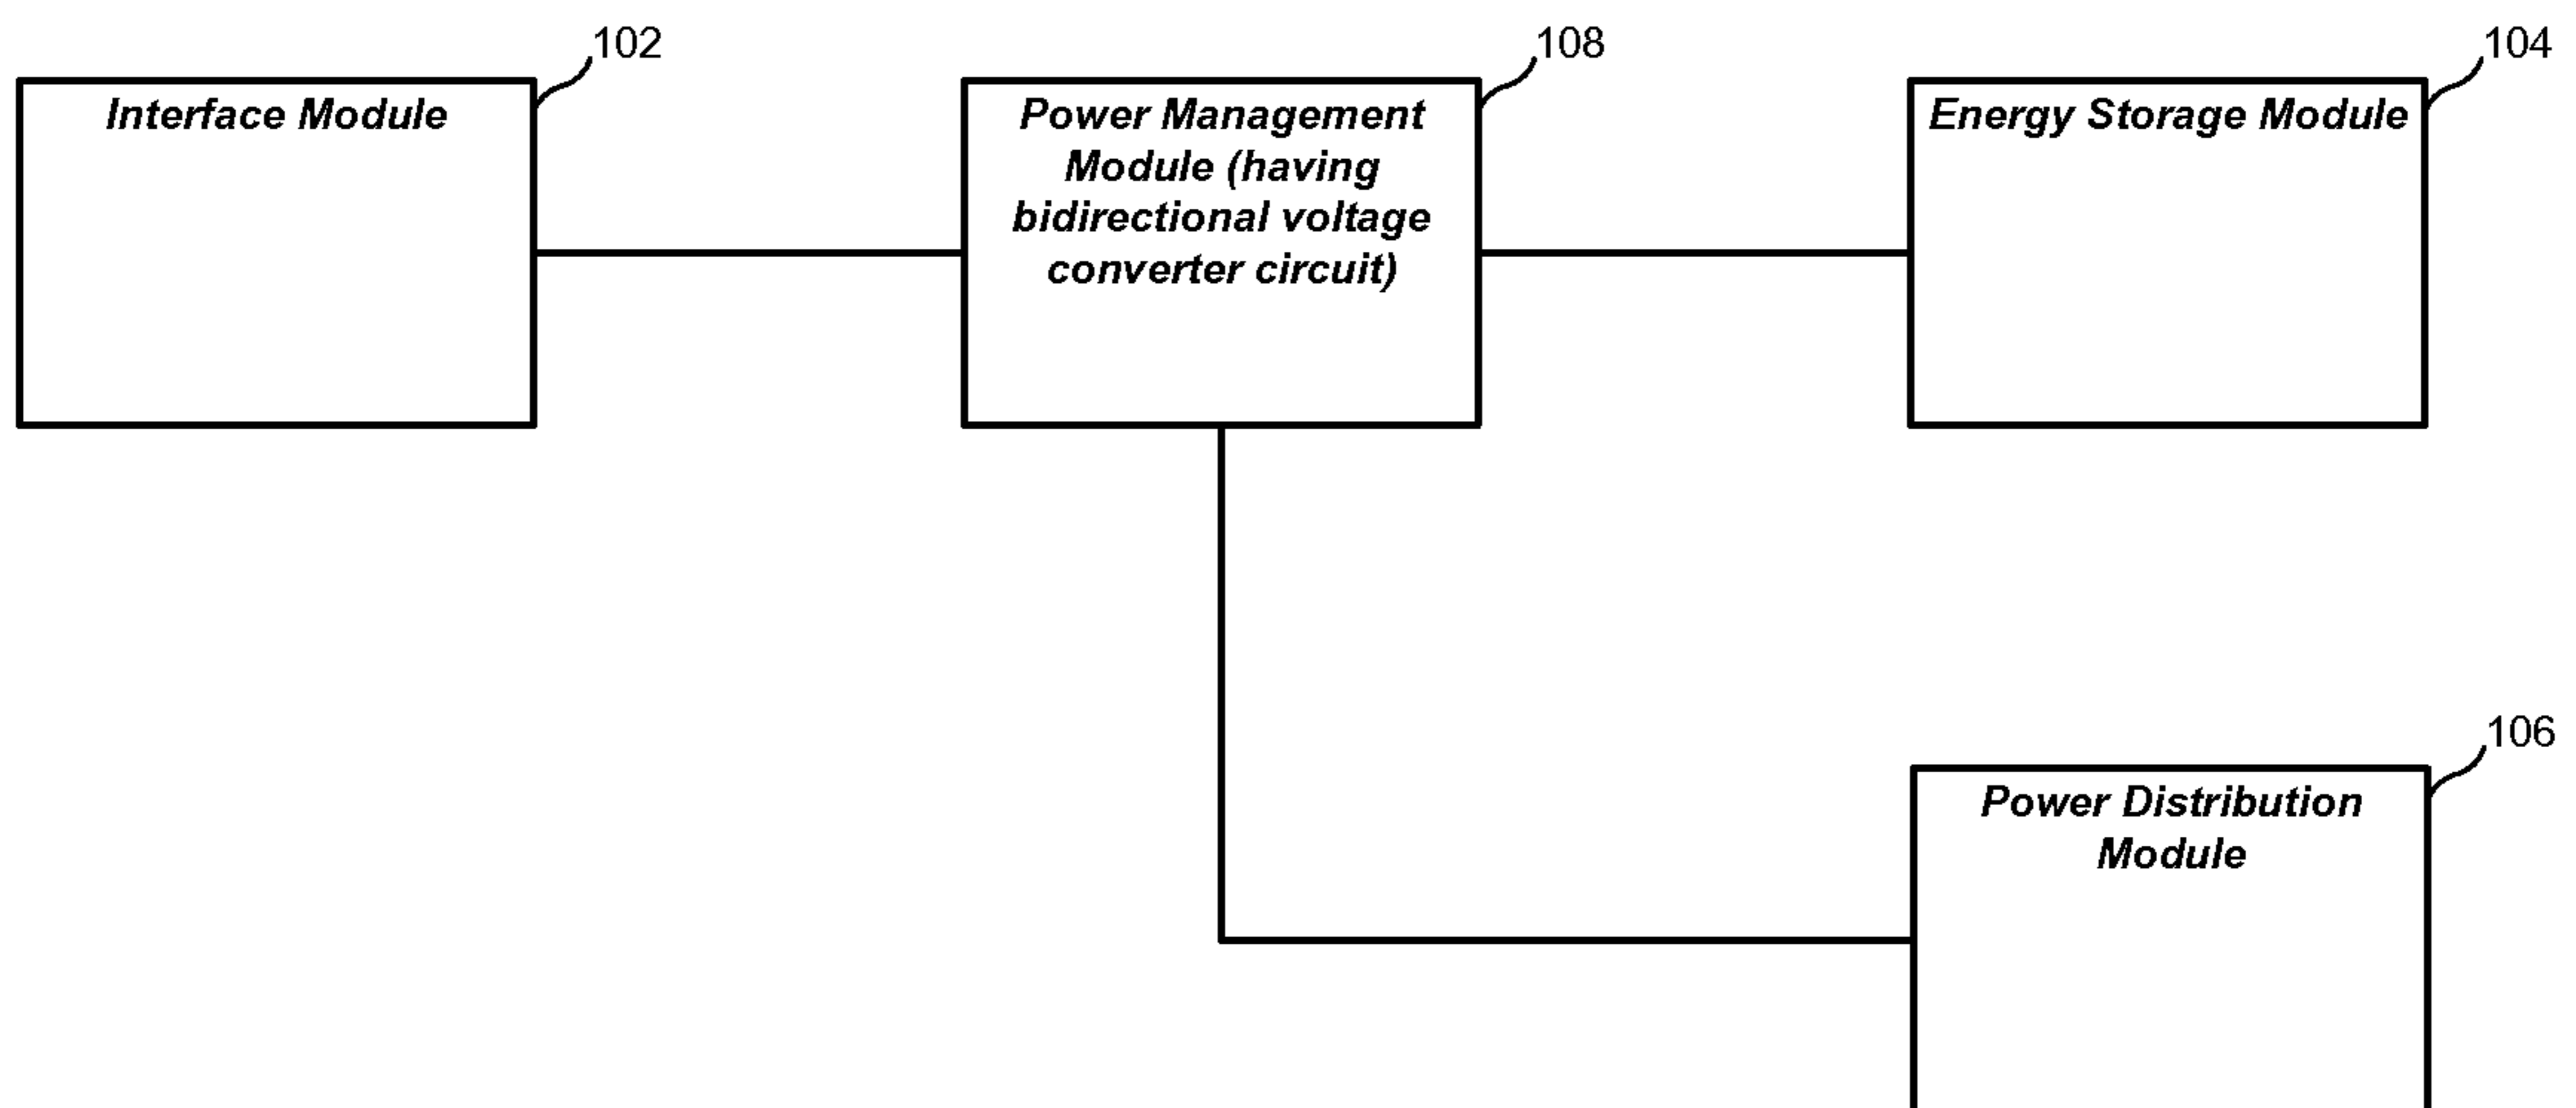 102
Interface Module
108
Power Management
Module (having
bidirectional voltage
converter circuit)
104
Energy Storage Module
106
Power Distribution
Module